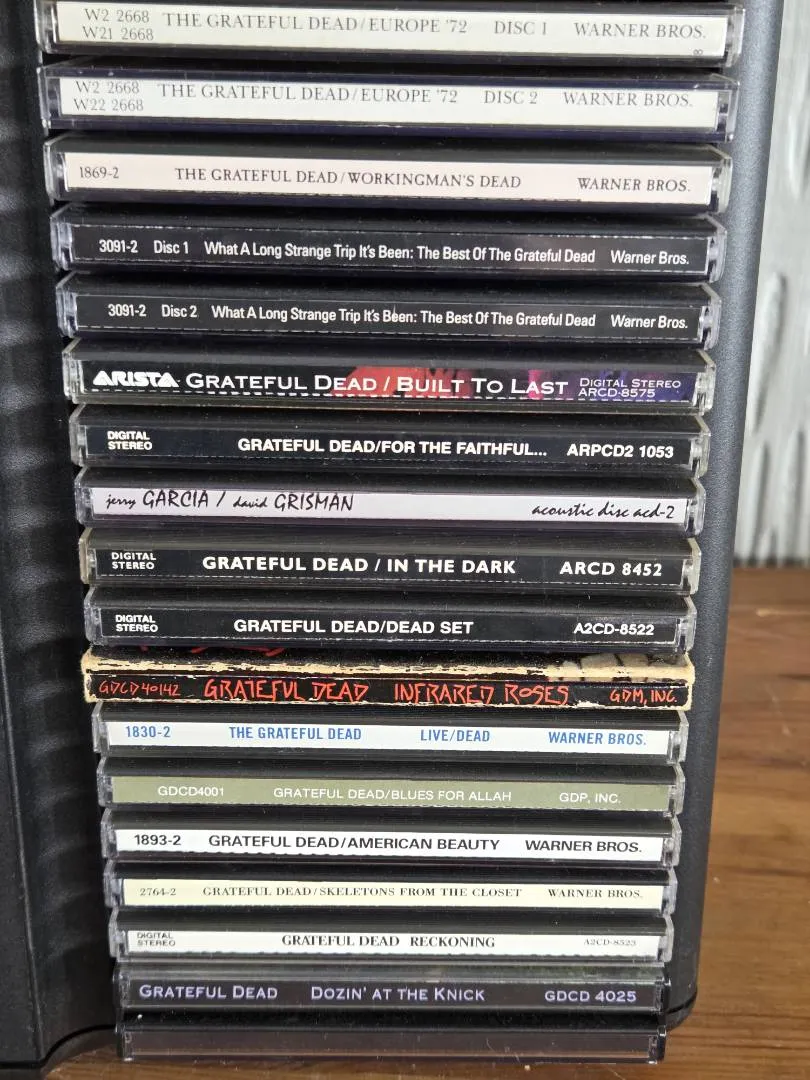 W2 2668 THE GRATEFUL DEAD/EUROPE '72 DISC 1 WARNER BROS.
W21 2668
∞
W2 2668 THE GRATEFUL DEAD/EUROPE '72 DISC 2 WARNER BROS.
W22 2668
1869-2 THE GRATEFUL DEAD/WORKINGMAN'S DEAD WARNER BROS.
3091-2 Disc 1 What A Long Strange Trip It's Been: The Best Of The Grateful Dead Warner Bros.
3091-2 Disc 2 What A Long Strange Trip It's Been: The Best Of The Grateful Dead Warner Bros.
ARISTA GRATEFUL DEAD / BUILT TO LAST DIGITAL STEREO
ARCD-8575
DIGITAL
STEREO GRATEFUL DEAD/FOR THE FAITHFUL... ARPCD2 1053
jerry GARCIA / david GRISMAN acoustic disc acd-2
DIGITAL
STEREO GRATEFUL DEAD / IN THE DARK ARCD 8452
DIGITAL
STEREO GRATEFUL DEAD/DEAD SET A2CD-8522
GDCD40142 GRATEFUL DEAD INFRARED ROSES GDM, INC.
1830-2 THE GRATEFUL DEAD LIVE/DEAD WARNER BROS.
GDCD4001 GRATEFUL DEAD/BLUES FOR ALLAH GDP, INC.
1893-2 GRATEFUL DEAD/AMERICAN BEAUTY WARNER BROS.
2764-2 GRATEFUL DEAD/SKELETONS FROM THE CLOSET WARNER BROS.
DIGITAL
STEREO GRATEFUL DEAD RECKONING A2CD-8523
GRATEFUL DEAD DOZIN' AT THE KNICK GDCD 4025